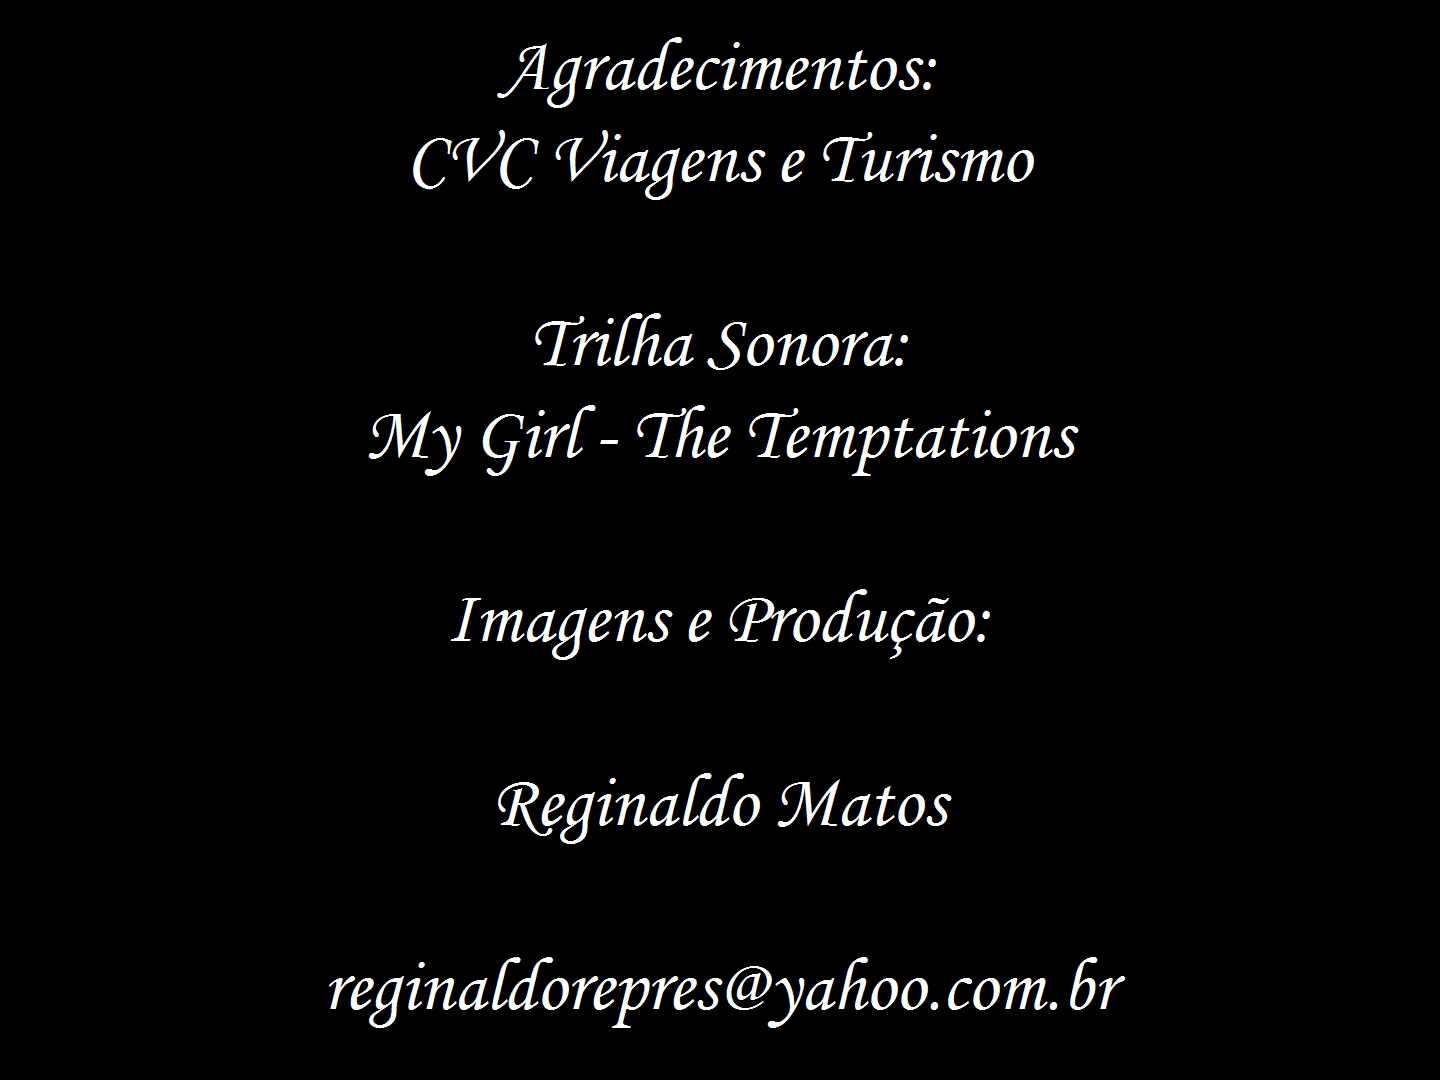 Agradecimentos:
CVC Viagens e Turismo
Trilha Sonora:
My Girl - The Temptations
Imagens e Produção:
Reginaldo Matos
reginaldorepres@yahoo.com.br